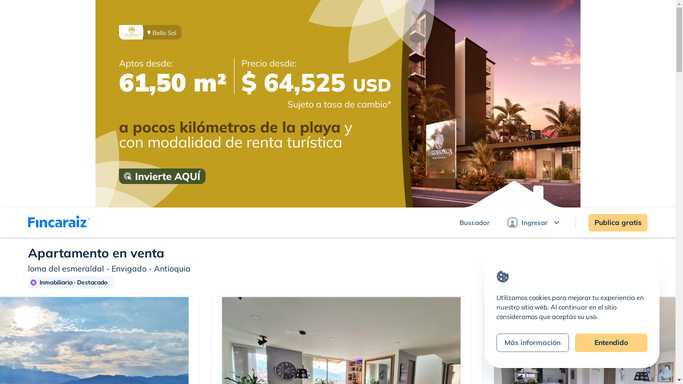 Bello Sol
Aptos desde:
61,50 m²
Precio desde:
$ 64,525 USD
Sujeto a tasa de cambio*
a pocos kilómetros de la playa y
con modalidad de renta turística
Invierte AQUÍ
Fincaraiz
Buscador
Ingresar
Publica gratis
Apartamento en venta
loma del esmeraldal - Envigado - Antioquia
Inmobiliaria · Destacado
Utilizamos cookies para mejorar tu experiencia en
nuestro sitio web. Al continuar en el sitio
consideramos que aceptas su uso.
Más información
Entendido